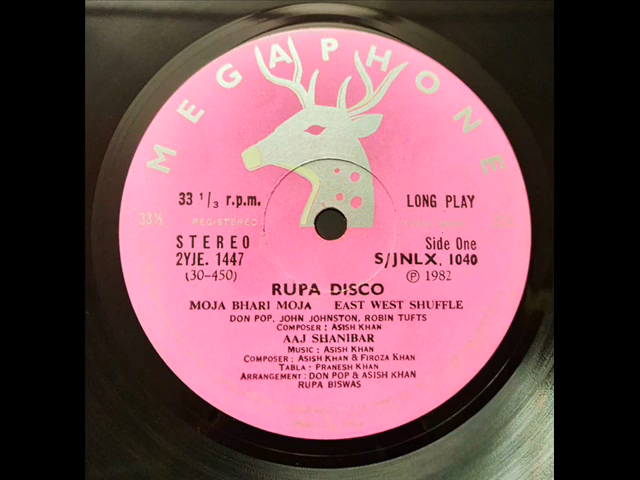 MEGAPHONE
33 1/3 r.p.m.
LONG PLAY
33⅓
REGISTERED
STEREO
Side One
2YJE. 1447
S/JNLX. 1040
(30-450)
℗ 1982
RUPA DISCO
MOJA BHARI MOJA EAST WEST SHUFFLE
DON POP, JOHN JOHNSTON, ROBIN TUFTS
COMPOSER : ASISH KHAN
AAJ SHANIBAR
MUSIC : ASISH KHAN
COMPOSER : ASISH KHAN & FIROZA KHAN
TABLA : PRANESH KHAN
ARRANGEMENT : DON POP & ASISH KHAN
RUPA BISWAS